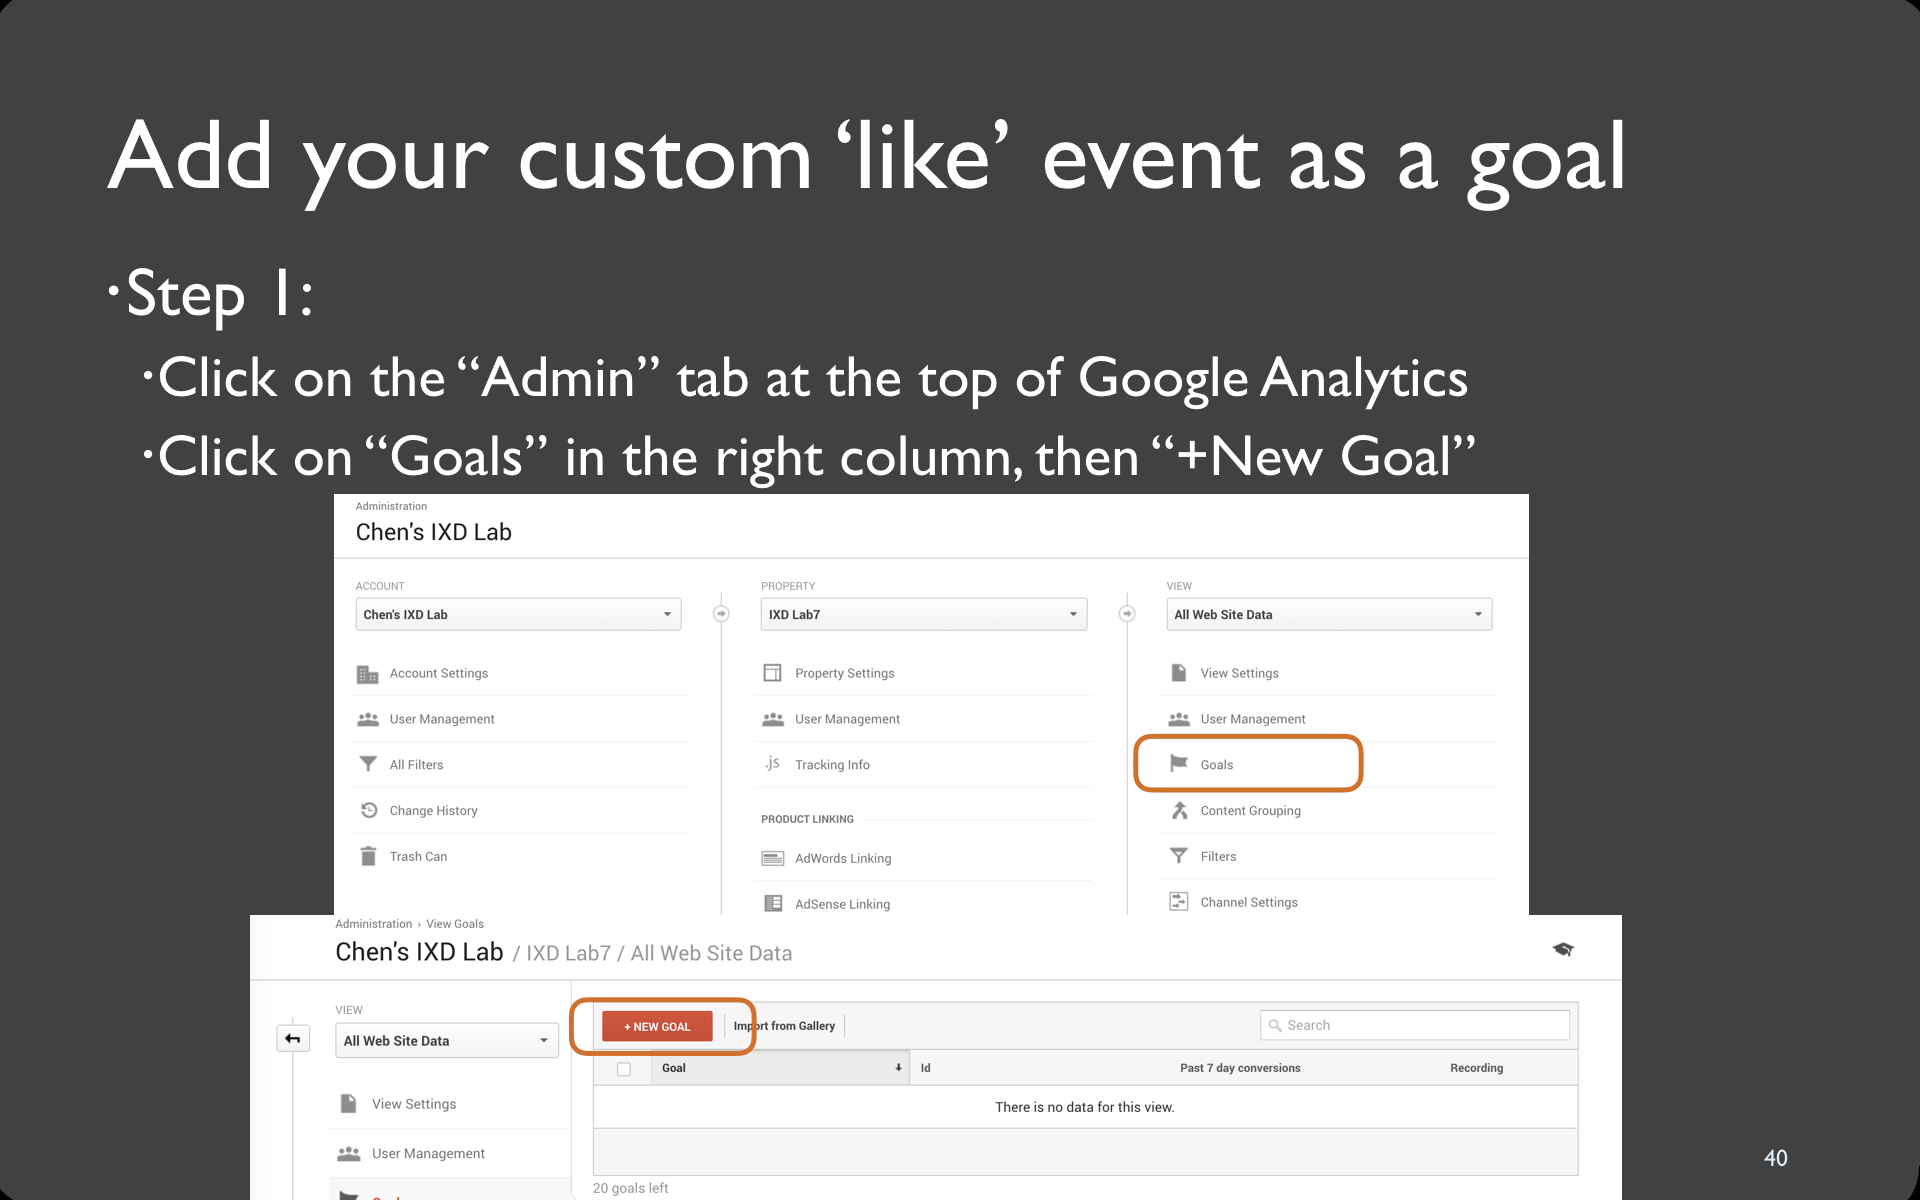 Add your custom ‘like’ event as a goal
•Step 1:
•Click on the “Admin” tab at the top of Google Analytics
•Click on “Goals” in the right column, then “+New Goal”
Administration
Chen's IXD Lab
ACCOUNT
Chen's IXD Lab
Account Settings
User Management
All Filters
Change History
Trash Can
PROPERTY
IXD Lab7
Property Settings
User Management
.js Tracking Info
PRODUCT LINKING
AdWords Linking
AdSense Linking
VIEW
All Web Site Data
View Settings
User Management
Goals
Content Grouping
Filters
Channel Settings
Administration › View Goals
Chen's IXD Lab / IXD Lab7 / All Web Site Data
VIEW
All Web Site Data
View Settings
User Management
+ NEW GOAL
Import from Gallery
Search
Goal Id Past 7 day conversions Recording
There is no data for this view.
20 goals left
40